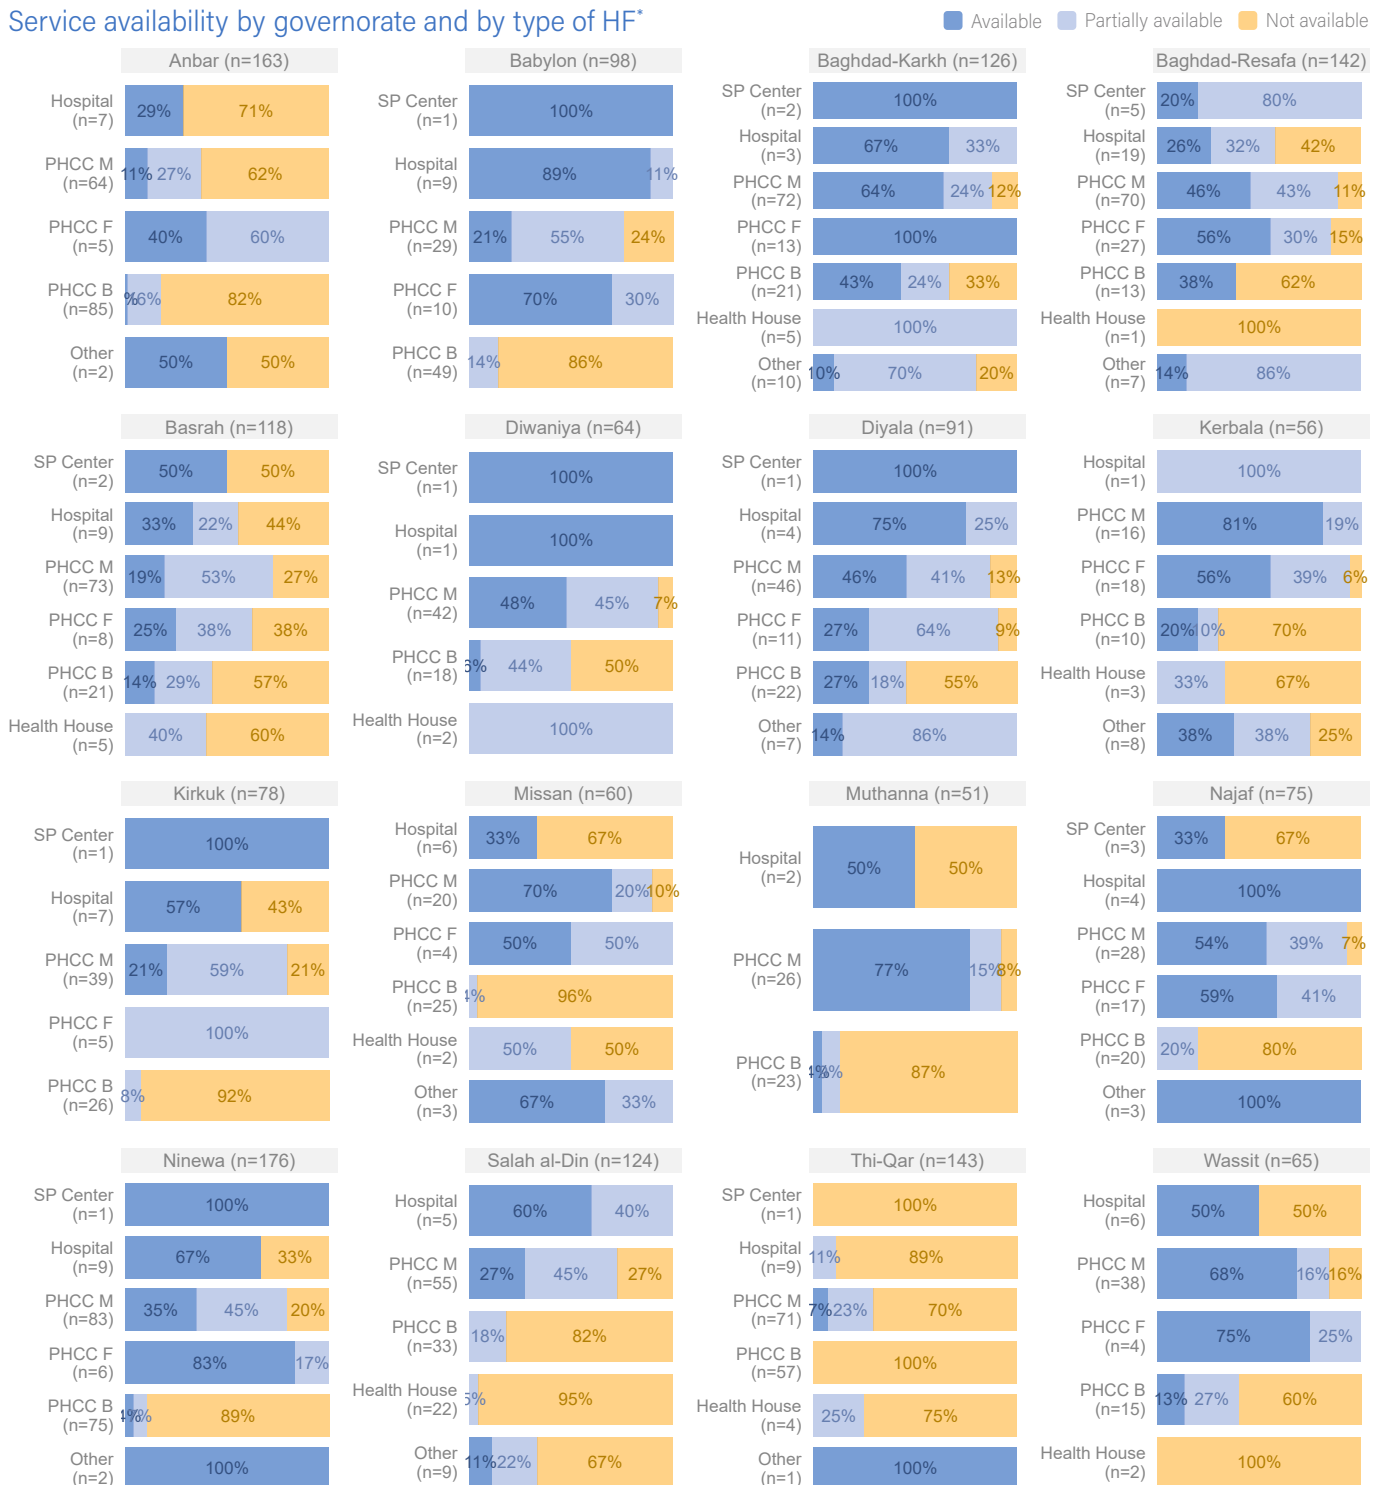 Service availability by governorate and by type of HF*
Available Partially available Not available
Anbar (n=163)
Hospital 29% 71%
(n=7)
PHCC M 11% 27% 62%
(n=64)
PHCC F 40% 60%
(n=5)
PHCC B 82%
(n=85)
Other 50% 50%
(n=2)
Babylon (n=98)
SP Center 100%
(n=1)
Hospital 89% 11%
(n=9)
PHCC M 21% 55% 24%
(n=29)
PHCC F 70% 30%
(n=10)
PHCC B 14% 86%
(n=49)
Baghdad-Karkh (n=126)
SP Center 100%
(n=2)
Hospital 67% 33%
(n=3)
PHCC M 64% 24% 12%
(n=72)
PHCC F 100%
(n=13)
PHCC B 43% 24% 33%
(n=21)
Health House 100%
(n=5)
Other 10% 70% 20%
(n=10)
Baghdad-Resafa (n=142)
SP Center 20% 80%
(n=5)
Hospital 26% 32% 42%
(n=19)
PHCC M 46% 43% 11%
(n=70)
PHCC F 56% 30% 15%
(n=27)
PHCC B 38% 62%
(n=13)
Health House 100%
(n=1)
Other 14% 86%
(n=7)
Basrah (n=118)
SP Center 50% 50%
(n=2)
Hospital 33% 22% 44%
(n=9)
PHCC M 19% 53% 27%
(n=73)
PHCC F 25% 38% 38%
(n=8)
PHCC B 14% 29% 57%
(n=21)
Health House 40% 60%
(n=5)
Diwaniya (n=64)
SP Center 100%
(n=1)
Hospital 100%
(n=1)
PHCC M 48% 45% 7%
(n=42)
PHCC B 6% 44% 50%
(n=18)
Health House 100%
(n=2)
Diyala (n=91)
SP Center 100%
(n=1)
Hospital 75% 25%
(n=4)
PHCC M 46% 41% 13%
(n=46)
PHCC F 27% 64% 9%
(n=11)
PHCC B 27% 18% 55%
(n=22)
Other 14% 86%
(n=7)
Kerbala (n=56)
Hospital 100%
(n=1)
PHCC M 81% 19%
(n=16)
PHCC F 56% 39% 6%
(n=18)
PHCC B 20% 10% 70%
(n=10)
Health House 33% 67%
(n=3)
Other 38% 38% 25%
(n=8)
Kirkuk (n=78)
SP Center 100%
(n=1)
Hospital 57% 43%
(n=7)
PHCC M 21% 59% 21%
(n=39)
PHCC F 100%
(n=5)
PHCC B 8% 92%
(n=26)
Missan (n=60)
Hospital 33% 67%
(n=6)
PHCC M 70% 20% 10%
(n=20)
PHCC F 50% 50%
(n=4)
PHCC B 4% 96%
(n=25)
Health House 50% 50%
(n=2)
Other 67% 33%
(n=3)
Muthanna (n=51)
Hospital 50% 50%
(n=2)
PHCC M 77% 15% 8%
(n=26)
PHCC B 87%
(n=23)
Najaf (n=75)
SP Center 33% 67%
(n=3)
Hospital 100%
(n=4)
PHCC M 54% 39% 7%
(n=28)
PHCC F 59% 41%
(n=17)
PHCC B 20% 80%
(n=20)
Other 100%
(n=3)
Ninewa (n=176)
SP Center 100%
(n=1)
Hospital 67% 33%
(n=9)
PHCC M 35% 45% 20%
(n=83)
PHCC F 83% 17%
(n=6)
PHCC B 89%
(n=75)
Other 100%
(n=2)
Salah al-Din (n=124)
Hospital 60% 40%
(n=5)
PHCC M 27% 45% 27%
(n=55)
PHCC B 18% 82%
(n=33)
Health House 5% 95%
(n=22)
Other 11% 22% 67%
(n=9)
Thi-Qar (n=143)
SP Center 100%
(n=1)
Hospital 11% 89%
(n=9)
PHCC M 7% 23% 70%
(n=71)
PHCC B 100%
(n=57)
Health House 25% 75%
(n=4)
Other 100%
(n=1)
Wassit (n=65)
Hospital 50% 50%
(n=6)
PHCC M 68% 16% 16%
(n=38)
PHCC F 75% 25%
(n=4)
PHCC B 13% 27% 60%
(n=15)
Health House 100%
(n=2)